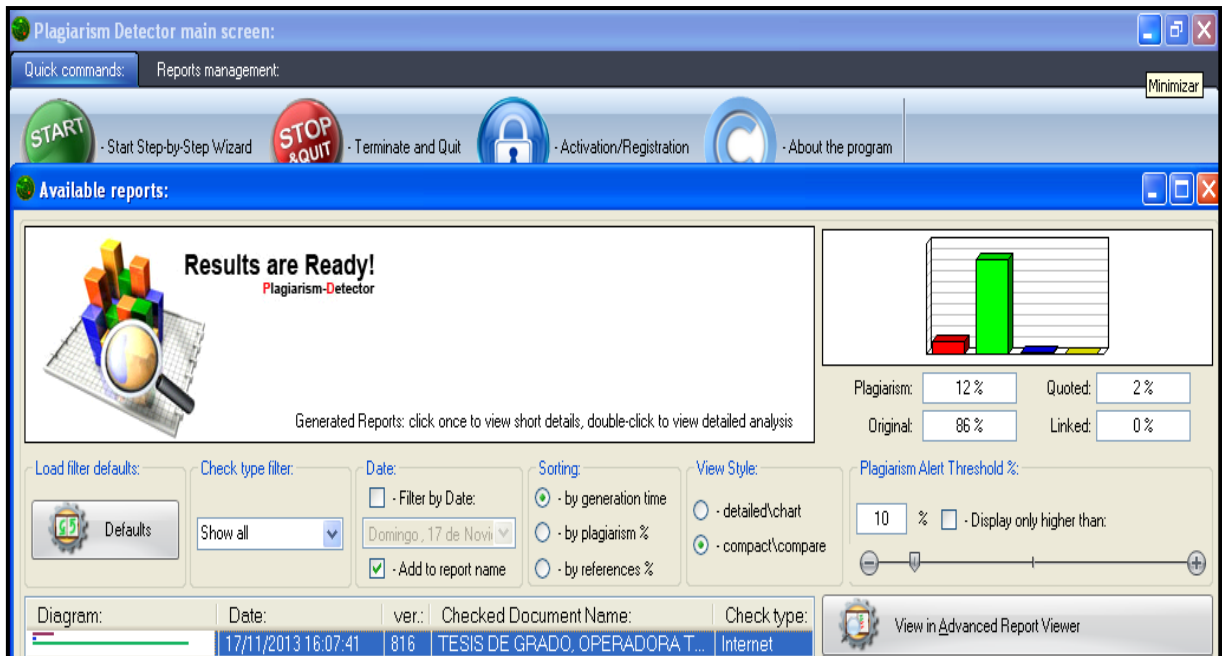 Plagiarism Detector main screen:
Quick commands: Reports management:
Minimizar
START - Start Step-by-Step Wizard STOP &QUIT - Terminate and Quit - Activation/Registration C - About the program
Available reports:
Results are Ready!
Plagiarism-Detector
Generated Reports: click once to view short details, double-click to view detailed analysis
Plagiarism: 12 % Quoted: 2 %
Original: 86 % Linked: 0 %
Load filter defaults: Check type filter: Date: Sorting: View Style: Plagiarism Alert Threshold %:
Defaults
Show all
- Filter by Date:
Domingo , 17 de Novi
- Add to report name
- by generation time
- by plagiarism %
- by references %
- detailed\chart
- compact\compare
10 % - Display only higher than:
Diagram: Date: ver.: Checked Document Name: Check type:
17/11/2013 16:07:41 816 TESIS DE GRADO, OPERADORA T... Internet
View in Advanced Report Viewer